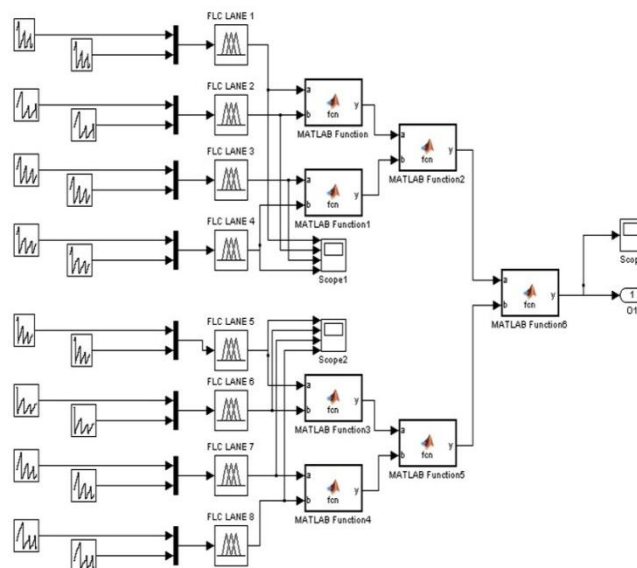 FLC LANE 1
FLC LANE 2
a
fcn
y
b
MATLAB Function
a
fcn
y
b
MATLAB Function2
FLC LANE 3
a
fcn
y
b
MATLAB Function1
FLC LANE 4
Scope1
Scop
a
fcn
y
b
MATLAB Function6
1
O1
FLC LANE 5
Scope2
FLC LANE 6
a
fcn
y
b
MATLAB Function3
a
fcn
y
b
MATLAB Function5
FLC LANE 7
a
fcn
y
b
MATLAB Function4
FLC LANE 8